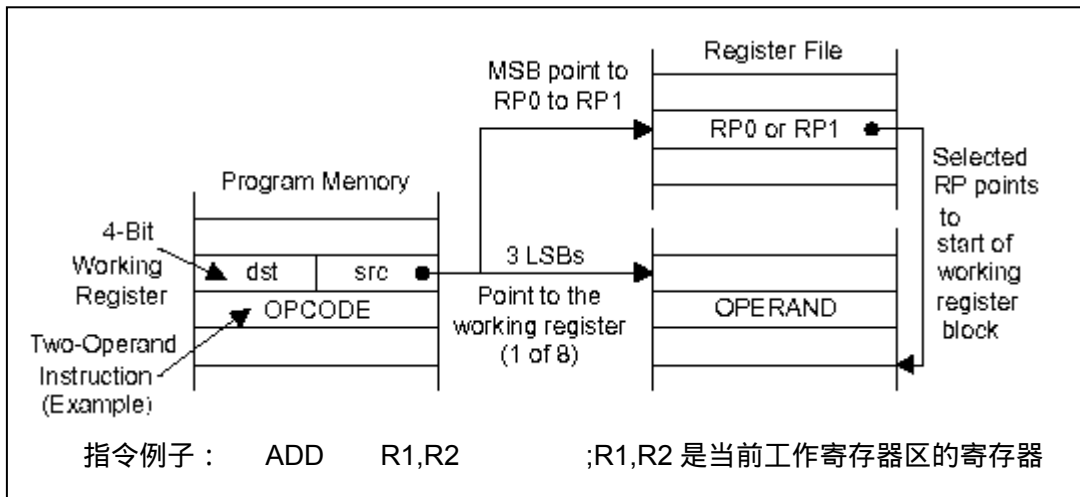 Register File
MSB point to
RP0 to RP1
RP0 or RP1
Selected
RP points
to
start of
working
register
block
Program Memory
4-Bit
Working
Register
dst
src
3 LSBs
OPCODE
Point to the
working register
(1 of 8)
OPERAND
Two-Operand
Instruction
(Example)
指令例子： ADD R1,R2 ;R1,R2 是当前工作寄存器区的寄存器